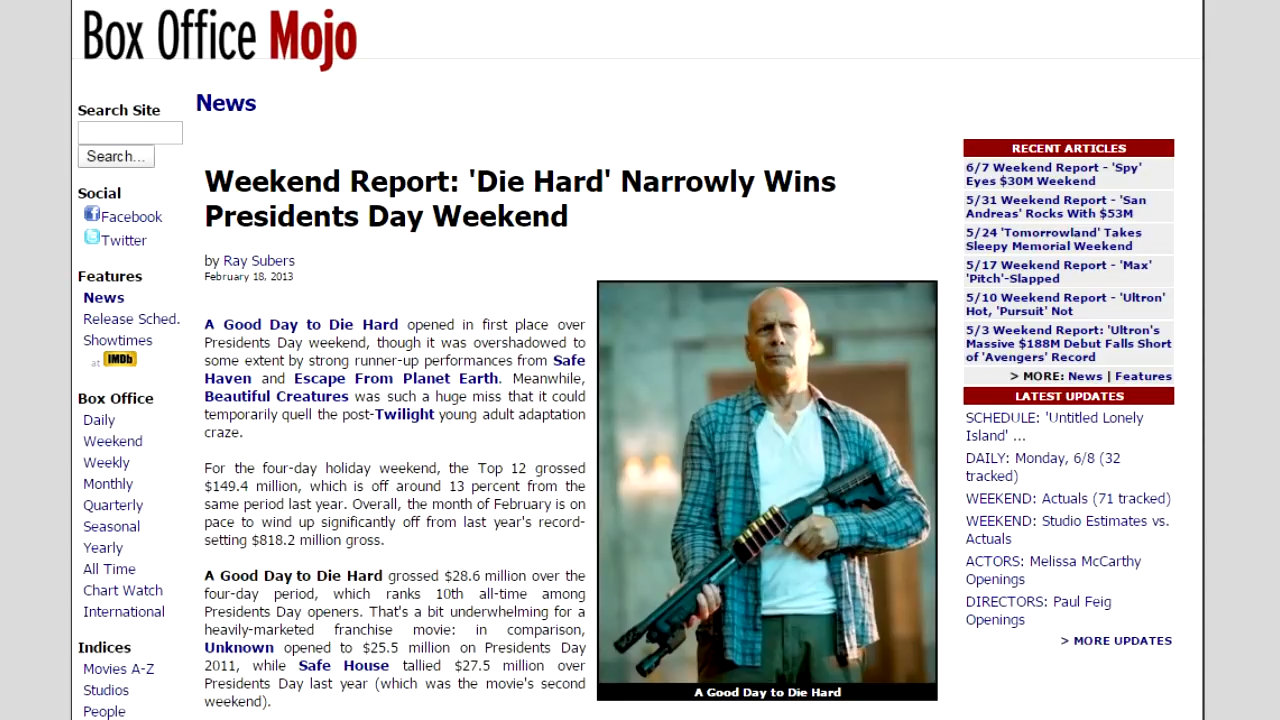 Box Office Mojo
Search Site
Search...
Social
Facebook
Twitter
Features
News
Release Sched.
Showtimes
at IMDb
Box Office
Daily
Weekend
Weekly
Monthly
Quarterly
Seasonal
Yearly
All Time
Chart Watch
International
Indices
Movies A-Z
Studios
People
News
Weekend Report: 'Die Hard' Narrowly Wins
Presidents Day Weekend
by Ray Subers
February 18, 2013
A Good Day to Die Hard opened in first place over
Presidents Day weekend, though it was overshadowed to
some extent by strong runner-up performances from Safe
Haven and Escape From Planet Earth. Meanwhile,
Beautiful Creatures was such a huge miss that it could
temporarily quell the post-Twilight young adult adaptation
craze.
For the four-day holiday weekend, the Top 12 grossed
$149.4 million, which is off around 13 percent from the
same period last year. Overall, the month of February is on
pace to wind up significantly off from last year's record-
setting $818.2 million gross.
A Good Day to Die Hard grossed $28.6 million over the
four-day period, which ranks 10th all-time among
Presidents Day openers. That's a bit underwhelming for a
heavily-marketed franchise movie: in comparison,
Unknown opened to $25.5 million on Presidents Day
2011, while Safe House tallied $27.5 million over
Presidents Day last year (which was the movie's second
weekend).
A Good Day to Die Hard
RECENT ARTICLES
6/7 Weekend Report - 'Spy'
Eyes $30M Weekend
5/31 Weekend Report - 'San
Andreas' Rocks With $53M
5/24 'Tomorrowland' Takes
Sleepy Memorial Weekend
5/17 Weekend Report - 'Max'
'Pitch'-Slapped
5/10 Weekend Report - 'Ultron'
Hot, 'Pursuit' Not
5/3 Weekend Report: 'Ultron's
Massive $188M Debut Falls Short
of 'Avengers' Record
> MORE: News | Features
LATEST UPDATES
SCHEDULE: 'Untitled Lonely
Island' ...
DAILY: Monday, 6/8 (32
tracked)
WEEKEND: Actuals (71 tracked)
WEEKEND: Studio Estimates vs.
Actuals
ACTORS: Melissa McCarthy
Openings
DIRECTORS: Paul Feig
Openings
> MORE UPDATES